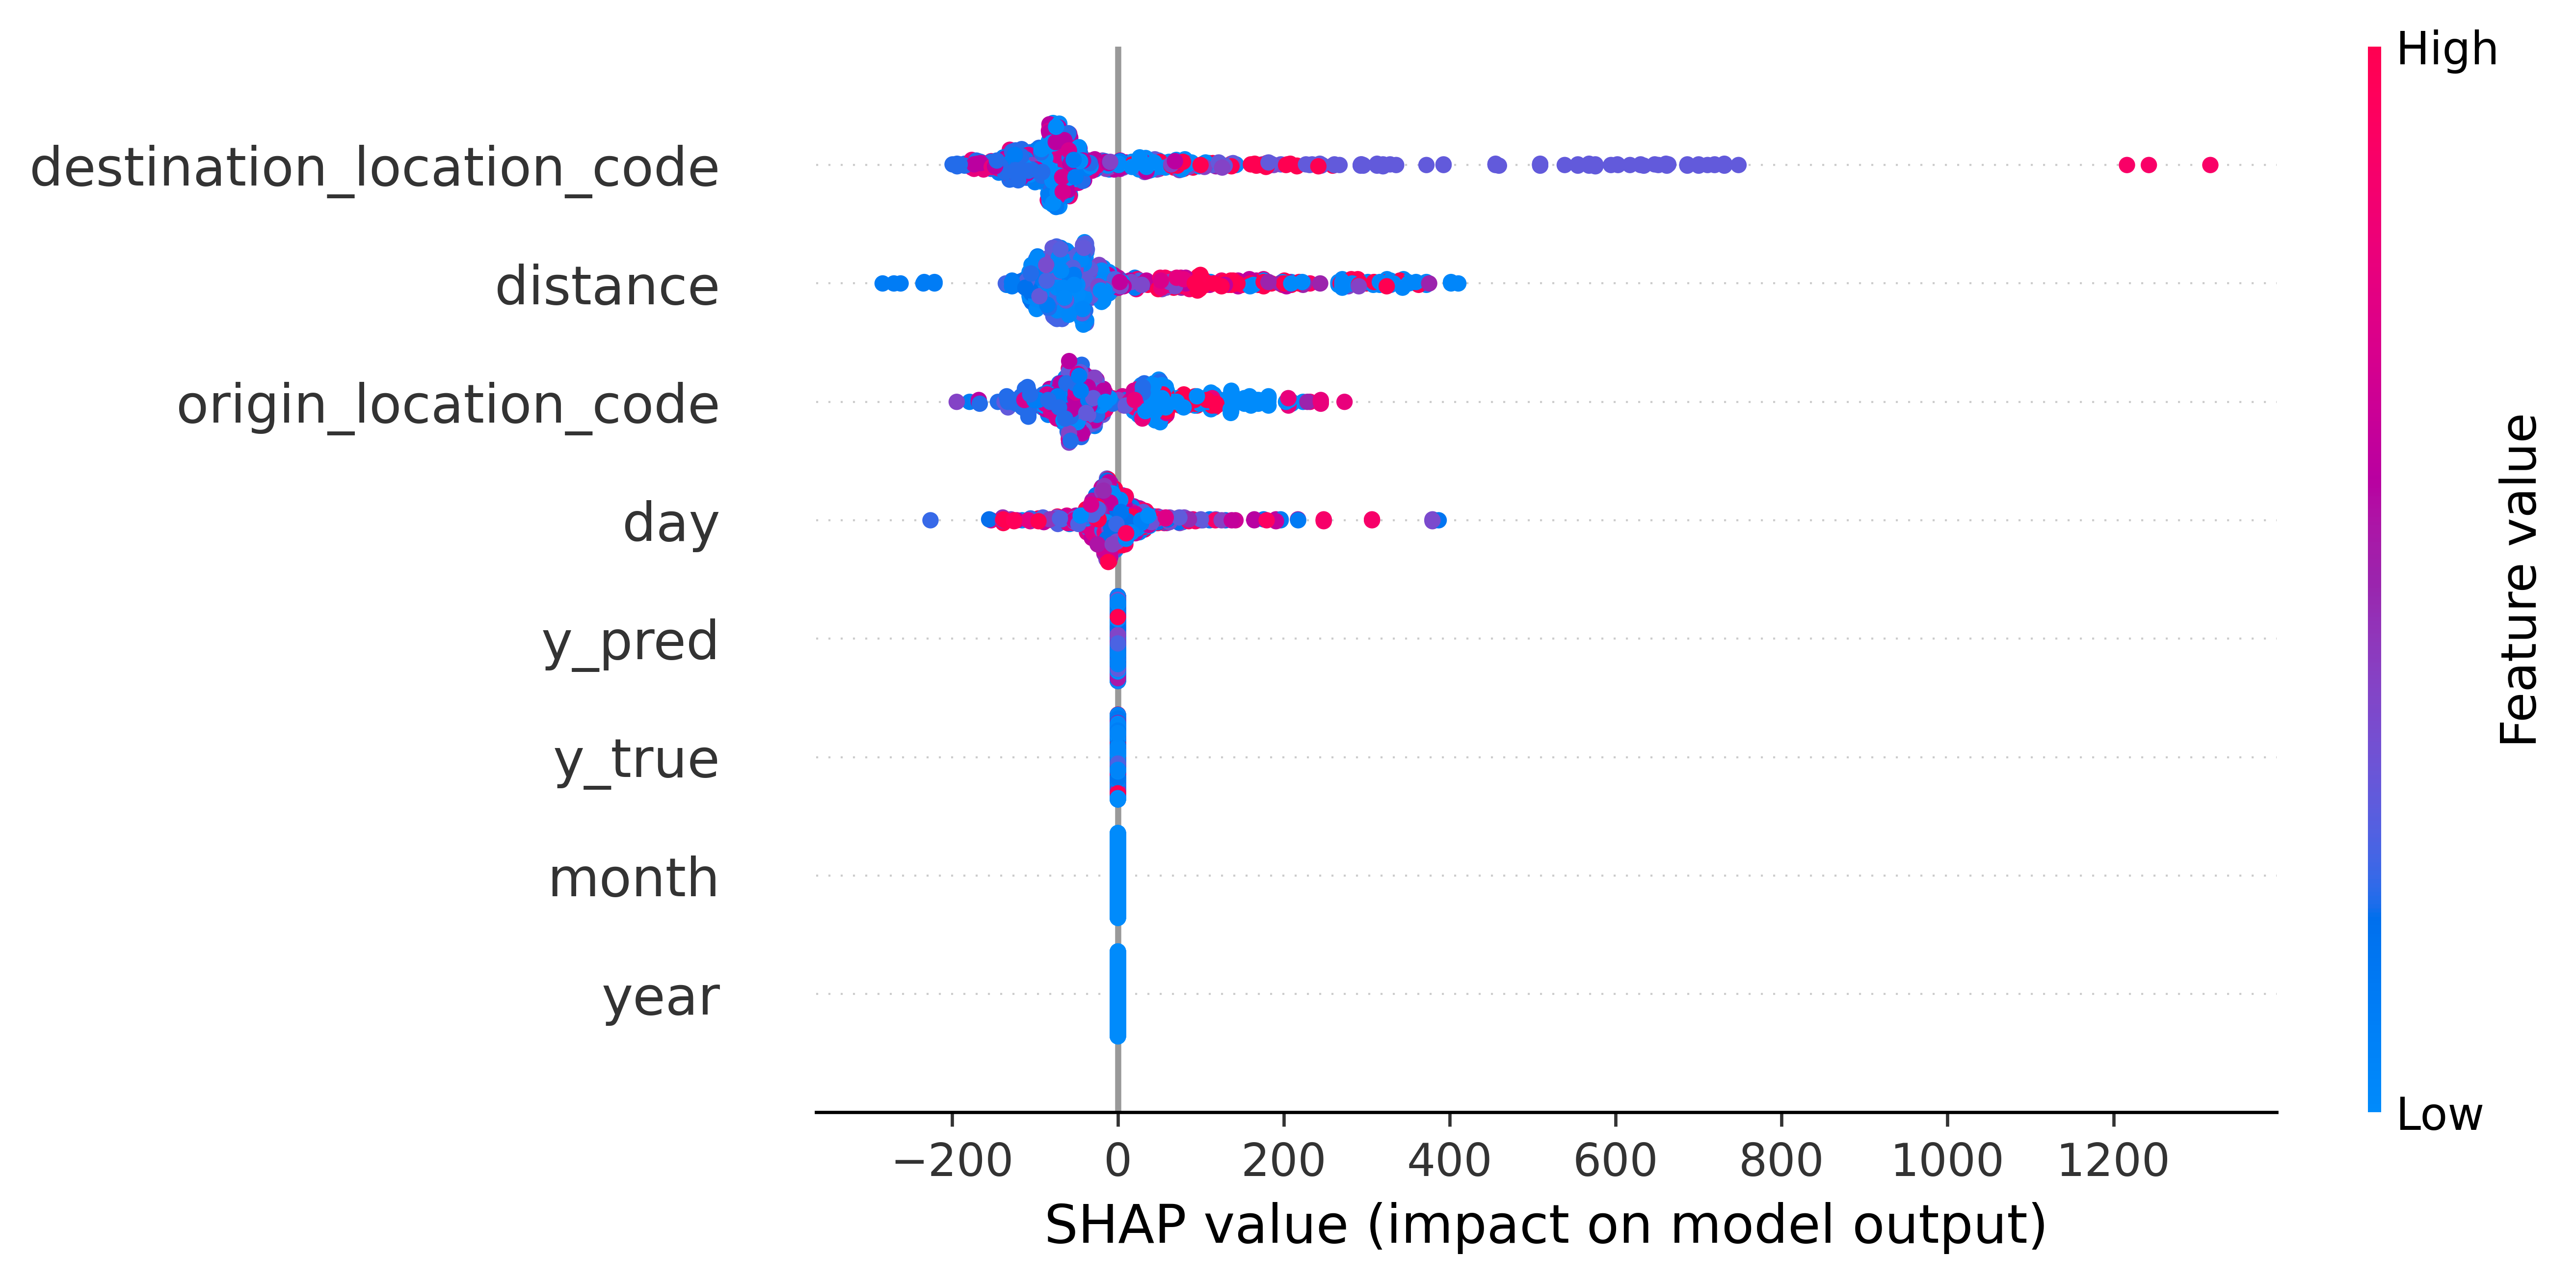 High
destination_location_code
distance
origin_location_code
day
y_pred
y_true
month
year
Feature value
Low
−200 0 200 400 600 800 1000 1200
SHAP value (impact on model output)